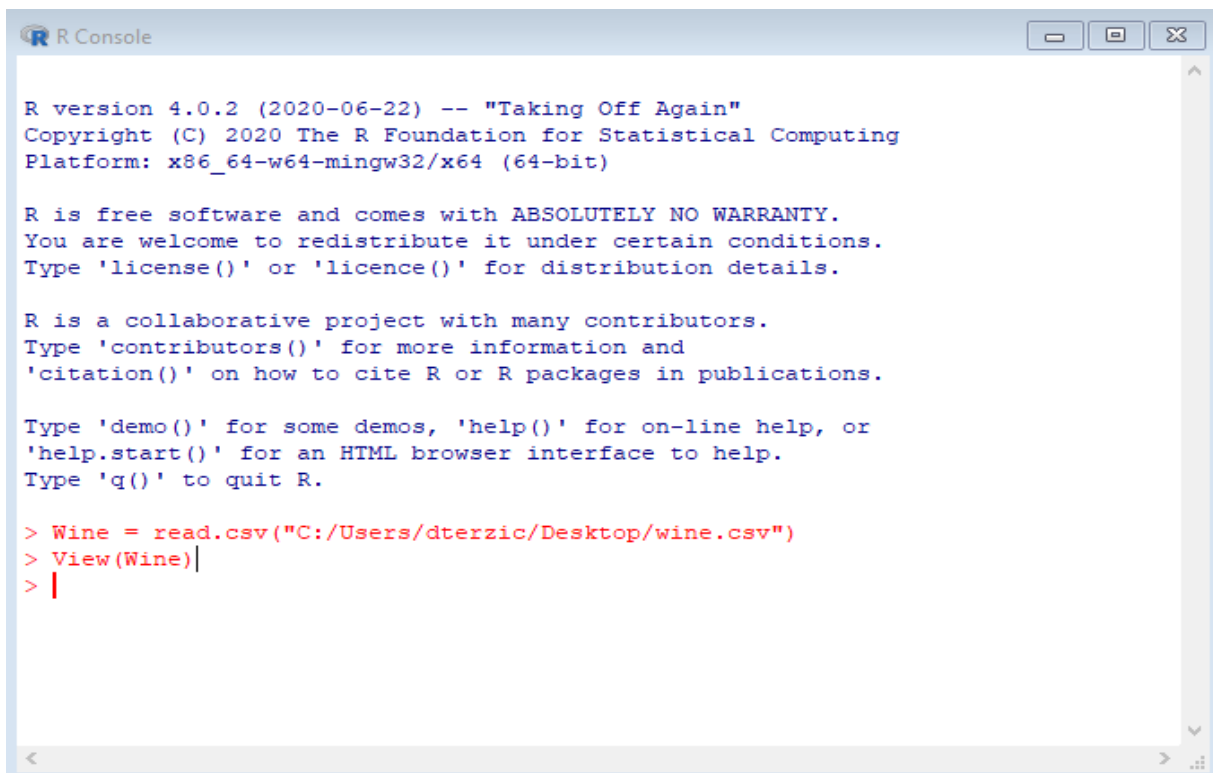 R Console
R version 4.0.2 (2020-06-22) -- "Taking Off Again"
Copyright (C) 2020 The R Foundation for Statistical Computing
Platform: x86_64-w64-mingw32/x64 (64-bit)
R is free software and comes with ABSOLUTELY NO WARRANTY.
You are welcome to redistribute it under certain conditions.
Type 'license()' or 'licence()' for distribution details.
R is a collaborative project with many contributors.
Type 'contributors()' for more information and
'citation()' on how to cite R or R packages in publications.
Type 'demo()' for some demos, 'help()' for on-line help, or
'help.start()' for an HTML browser interface to help.
Type 'q()' to quit R.
> Wine = read.csv("C:/Users/dterzic/Desktop/wine.csv")
> View(Wine)
>